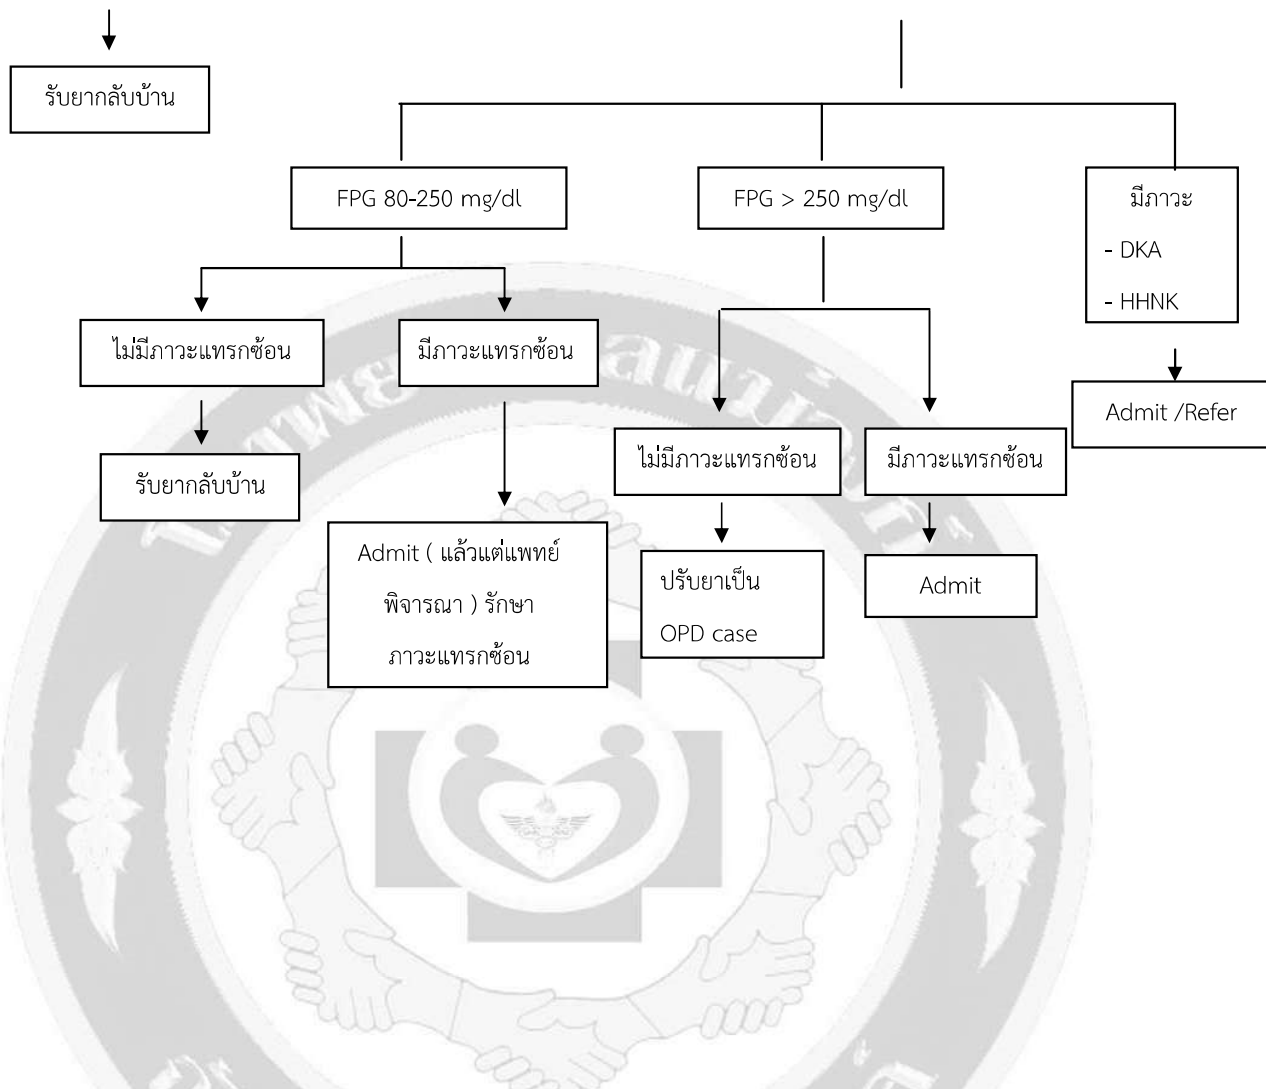 รับยากลับบ้าน
FPG 80-250 mg/dl
FPG > 250 mg/dl
มีภาวะ
- DKA
- HHNK
ไม่มีภาวะแทรกซ้อน
มีภาวะแทรกซ้อน
Admit /Refer
ไม่มีภาวะแทรกซ้อน
มีภาวะแทรกซ้อน
รับยากลับบ้าน
Admit ( แล้วแต่แพทย์
พิจารณา ) รักษา
ภาวะแทรกซ้อน
ปรับยาเป็น
OPD case
Admit